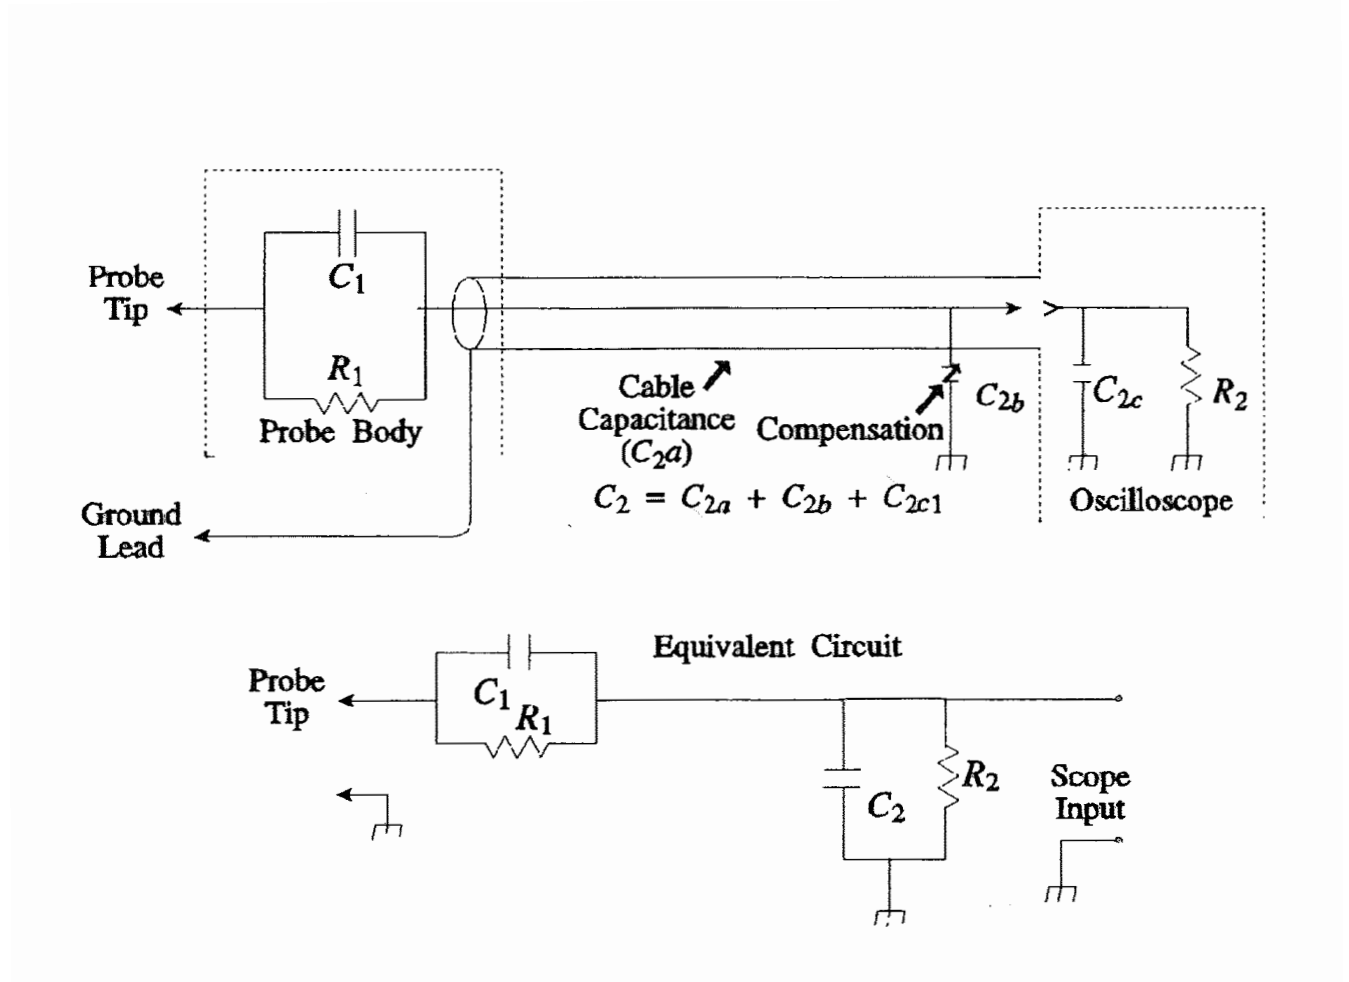 C1
Probe
Tip
R1
Probe Body
Cable
Capacitance
(C2a)
Compensation
C2b
C2c
R2
C2 = C2a + C2b + C2c1
Oscilloscope
Ground
Lead
Equivalent Circuit
Probe
Tip
C1
R1
C2
R2
Scope
Input